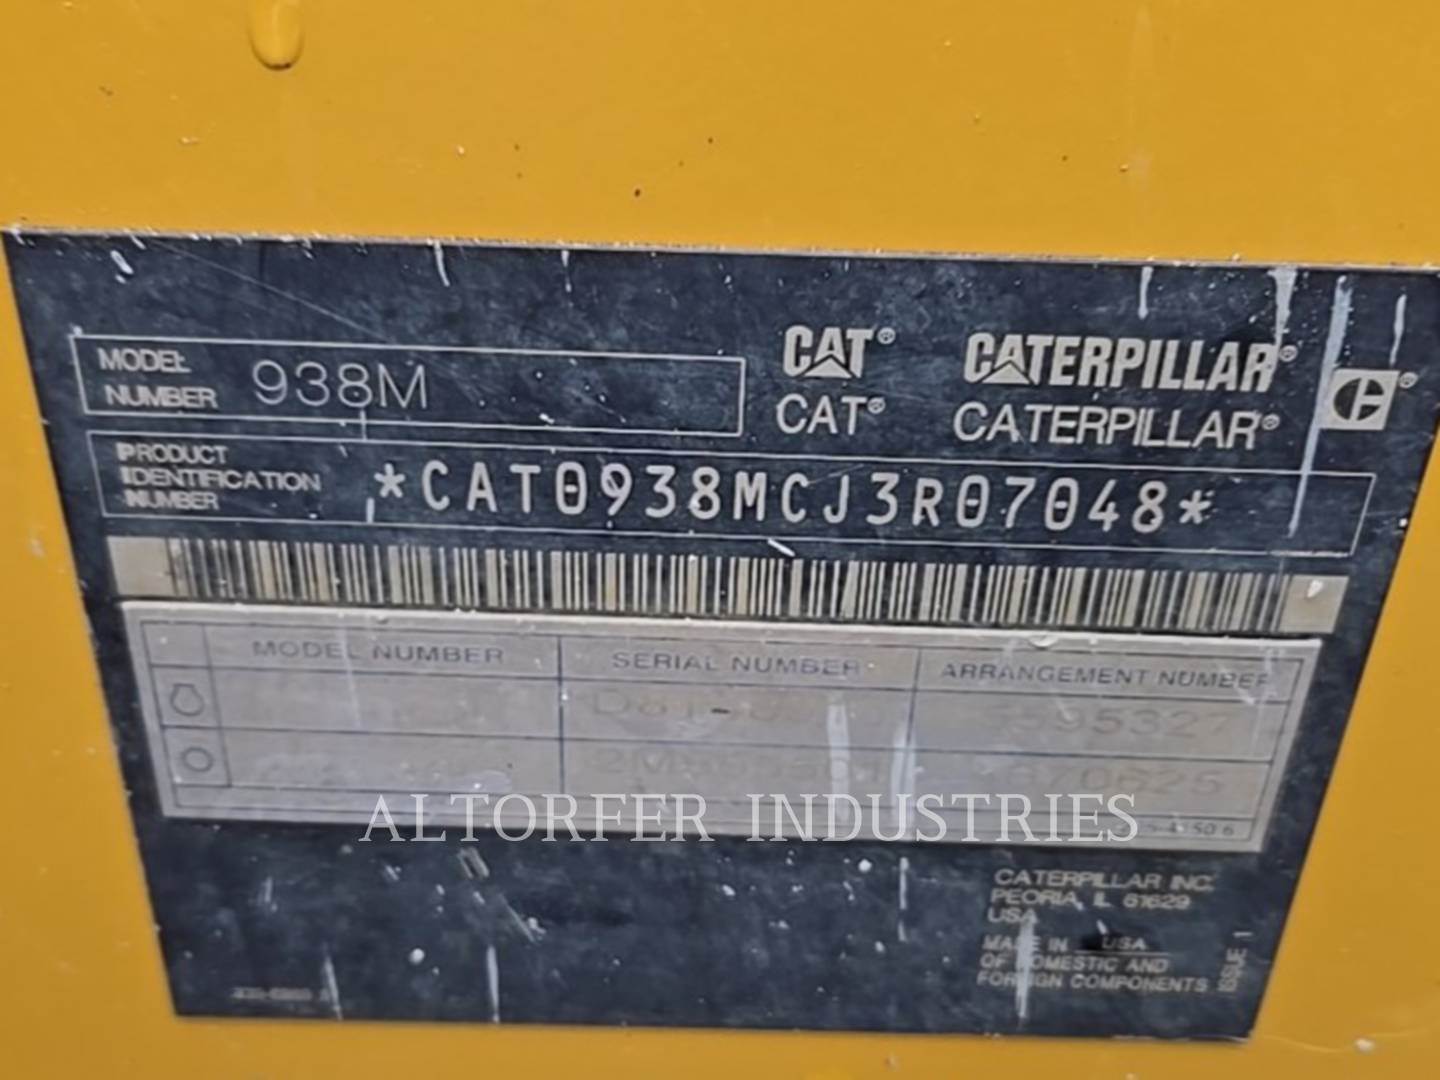 MODEL NUMBER 938M
CAT® CATERPILLAR®
CAT® CATERPILLAR®
PRODUCT IDENTIFICATION NUMBER *CAT0938MCJ3R07048*
MODEL NUMBER SERIAL NUMBER ARRANGEMENT NUMBER
ALTORFER INDUSTRIES
CATERPILLAR INC.
PEORIA, IL 61629
USA
MADE IN USA
OF DOMESTIC AND
FOREIGN COMPONENTS
ISSUE 1